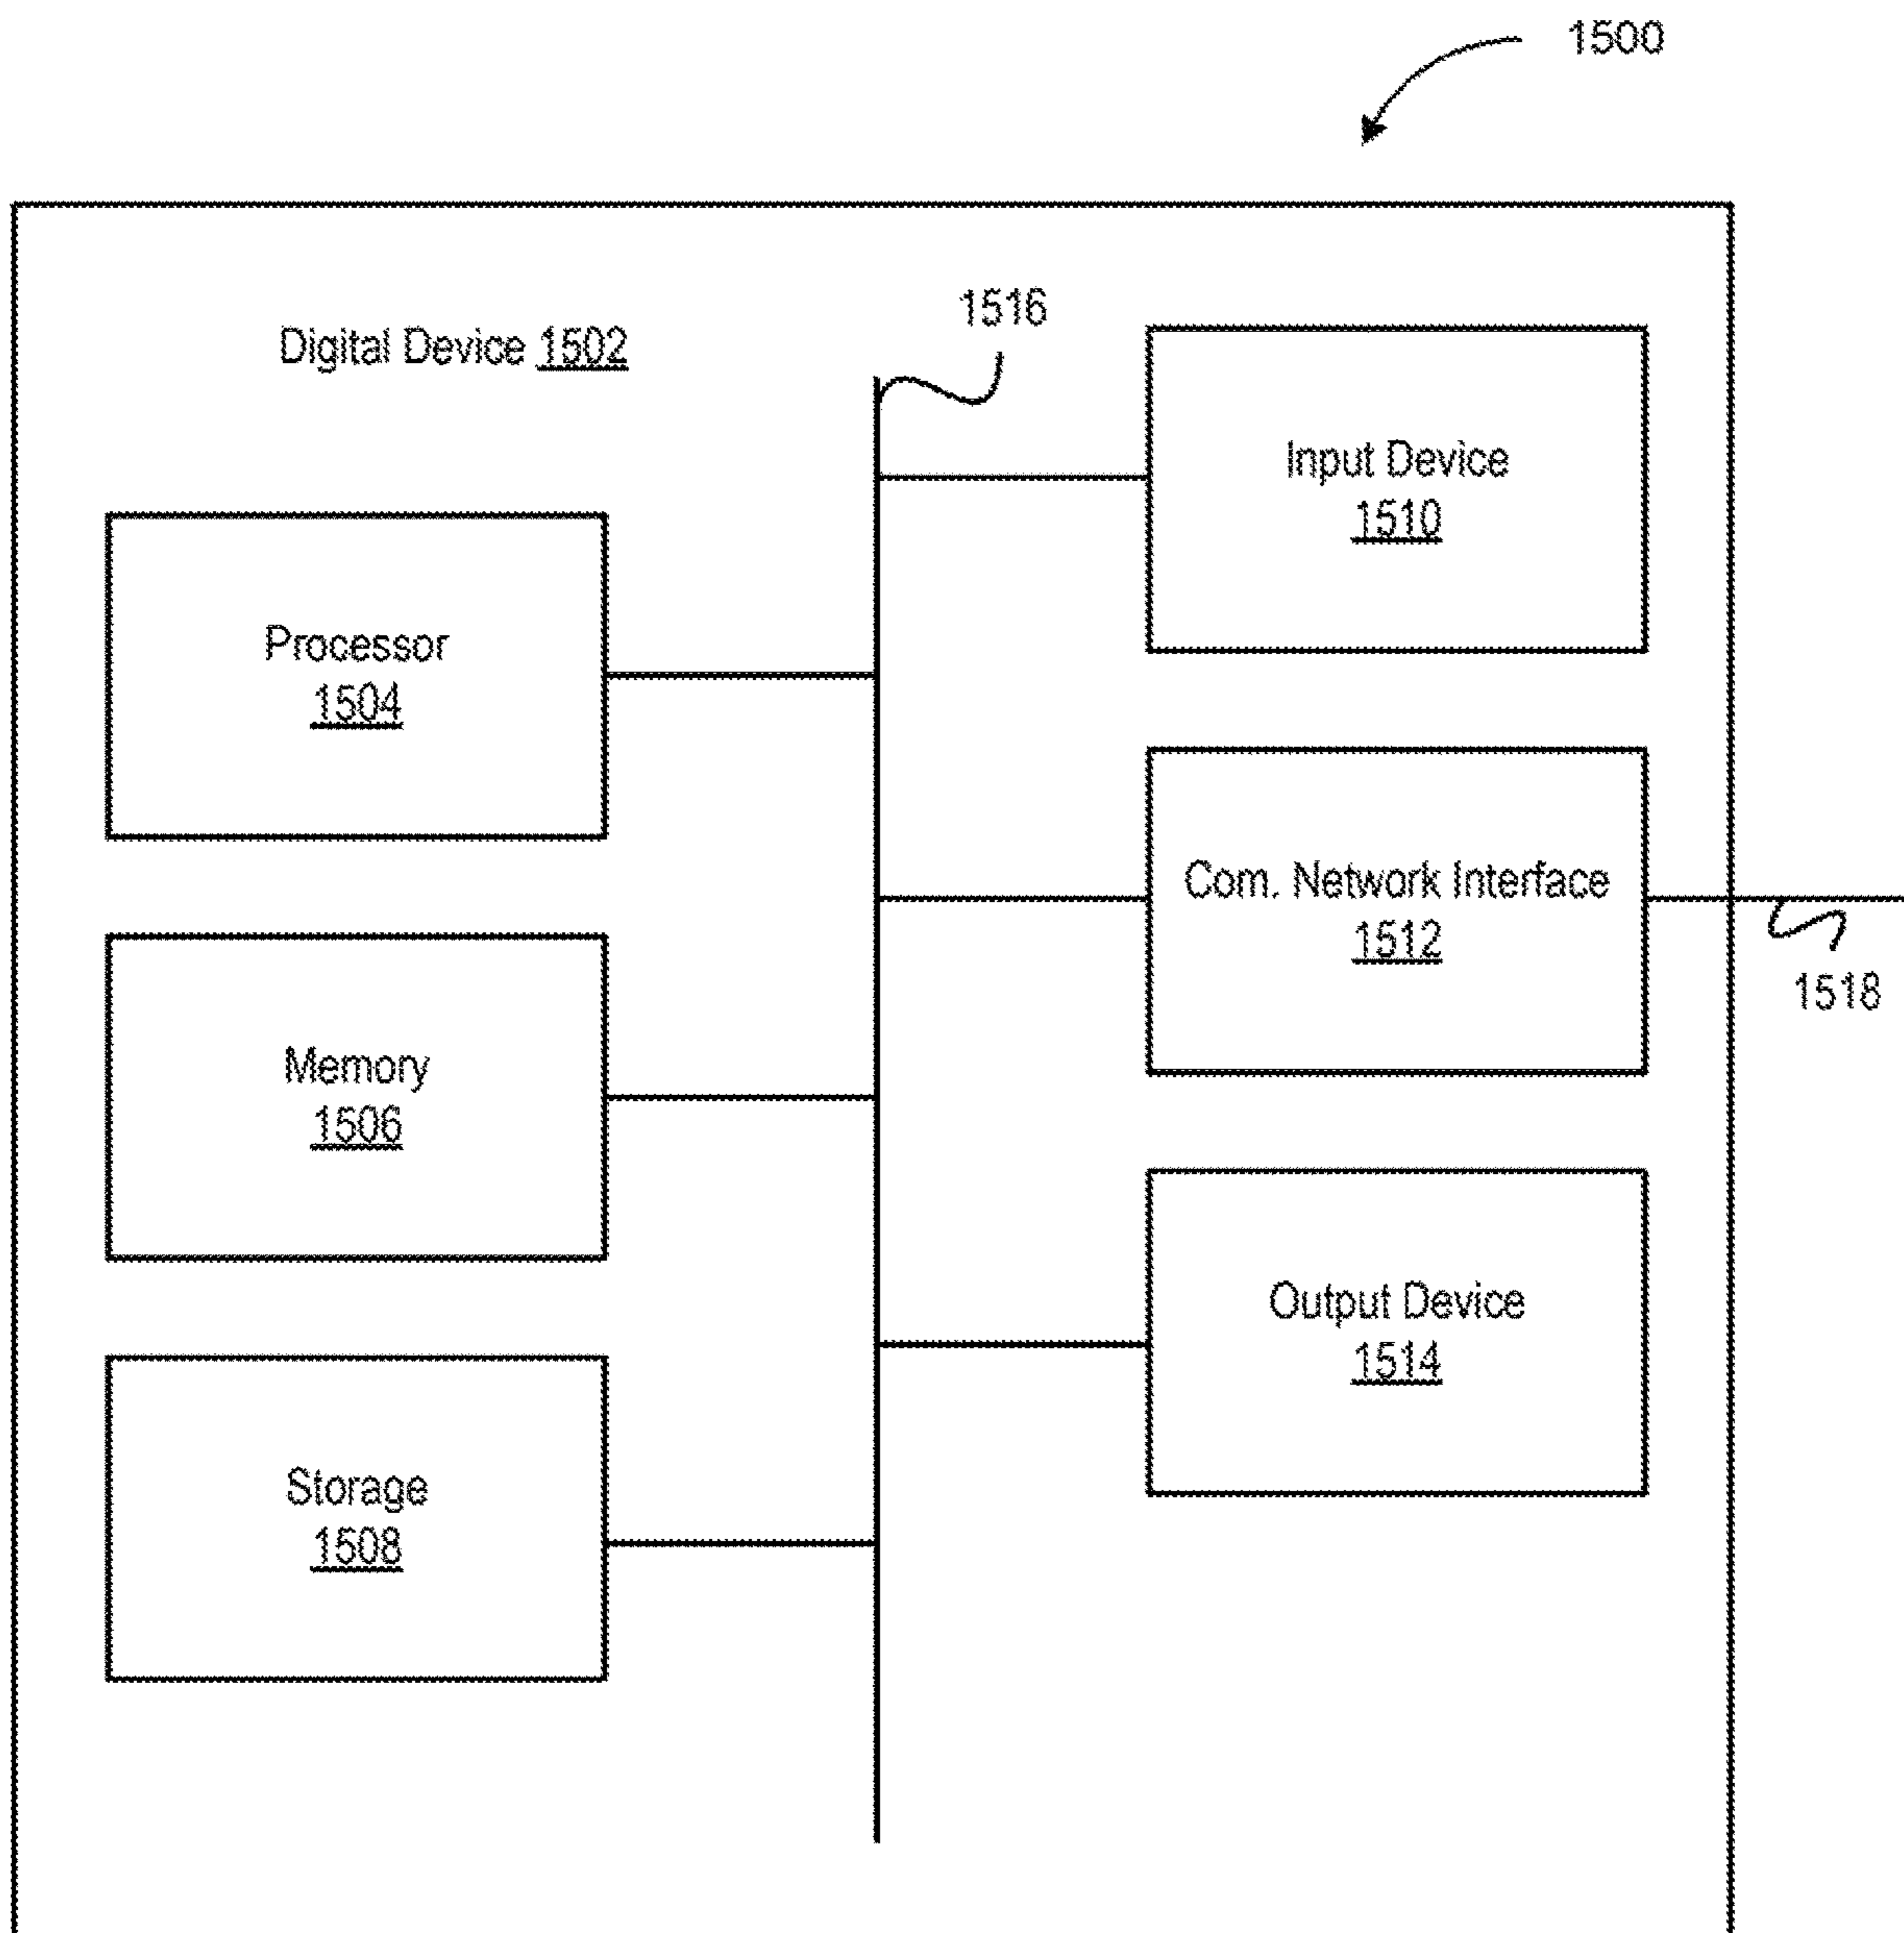 1500
Digital Device 1502
1516
Input Device
1510
Processor
1504
Com. Network Interface
1512
1518
Memory
1506
Output Device
1514
Storage
1508